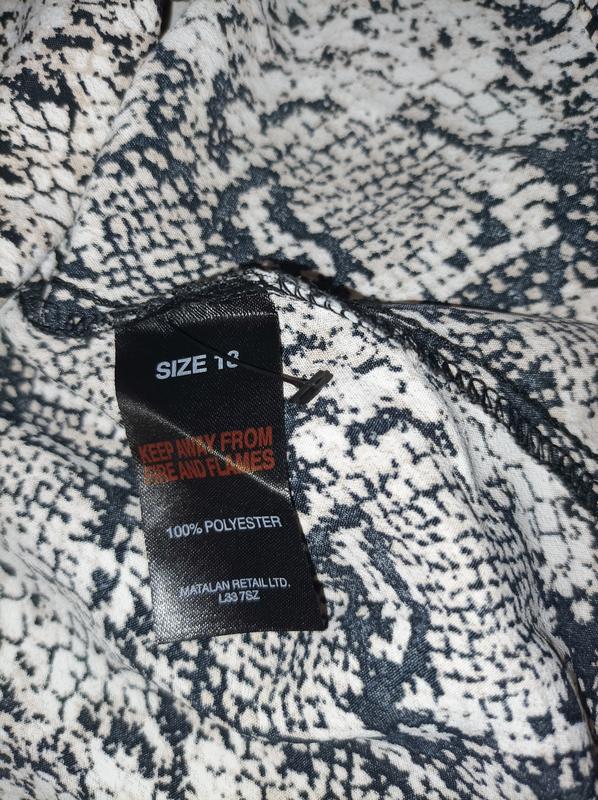 SIZE 18
KEEP AWAY FROM
FIRE AND FLAMES
100% POLYESTER
MATALAN RETAIL LTD.
L33 7SZ